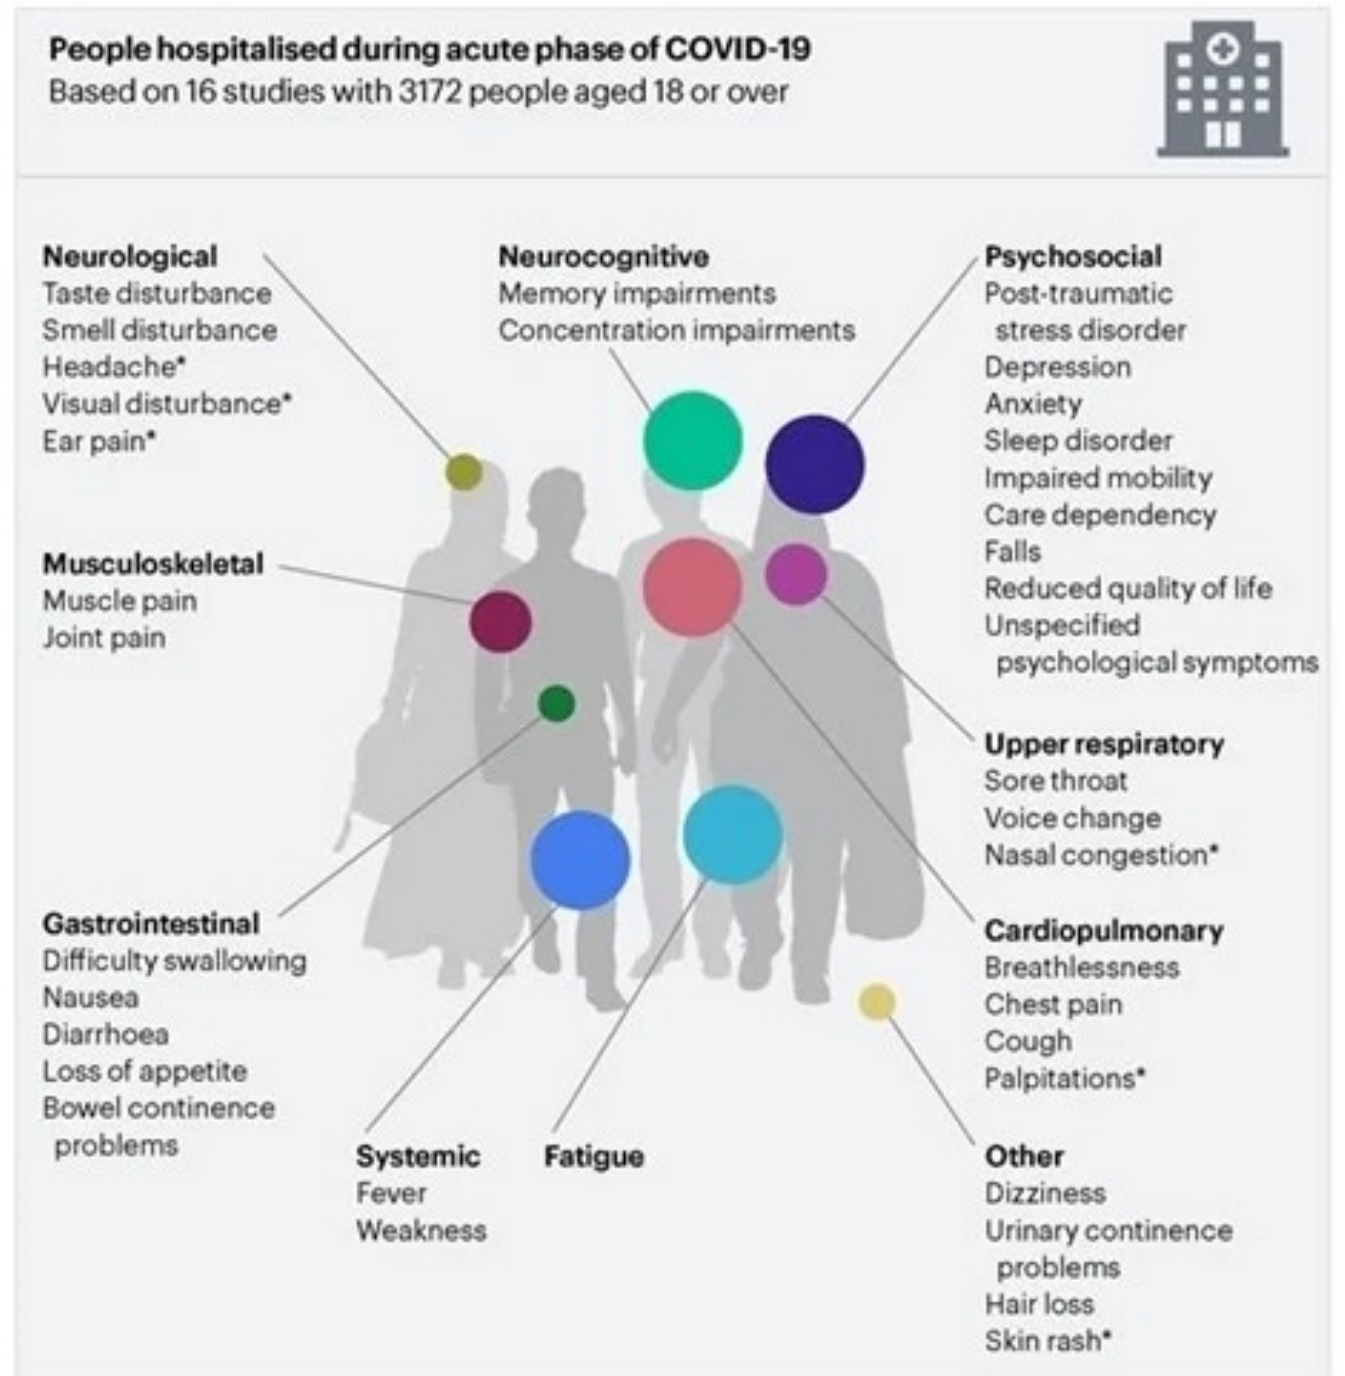 People hospitalised during acute phase of COVID-19
Based on 16 studies with 3172 people aged 18 or over
Neurological
Taste disturbance
Smell disturbance
Headache*
Visual disturbance*
Ear pain*
Neurocognitive
Memory impairments
Concentration impairments
Psychosocial
Post-traumatic
stress disorder
Depression
Anxiety
Sleep disorder
Impaired mobility
Care dependency
Falls
Reduced quality of life
Unspecified
psychological symptoms
Musculoskeletal
Muscle pain
Joint pain
Upper respiratory
Sore throat
Voice change
Nasal congestion*
Gastrointestinal
Difficulty swallowing
Nausea
Diarrhoea
Loss of appetite
Bowel continence
problems
Cardiopulmonary
Breathlessness
Chest pain
Cough
Palpitations*
Systemic
Fever
Weakness
Fatigue
Other
Dizziness
Urinary continence
problems
Hair loss
Skin rash*